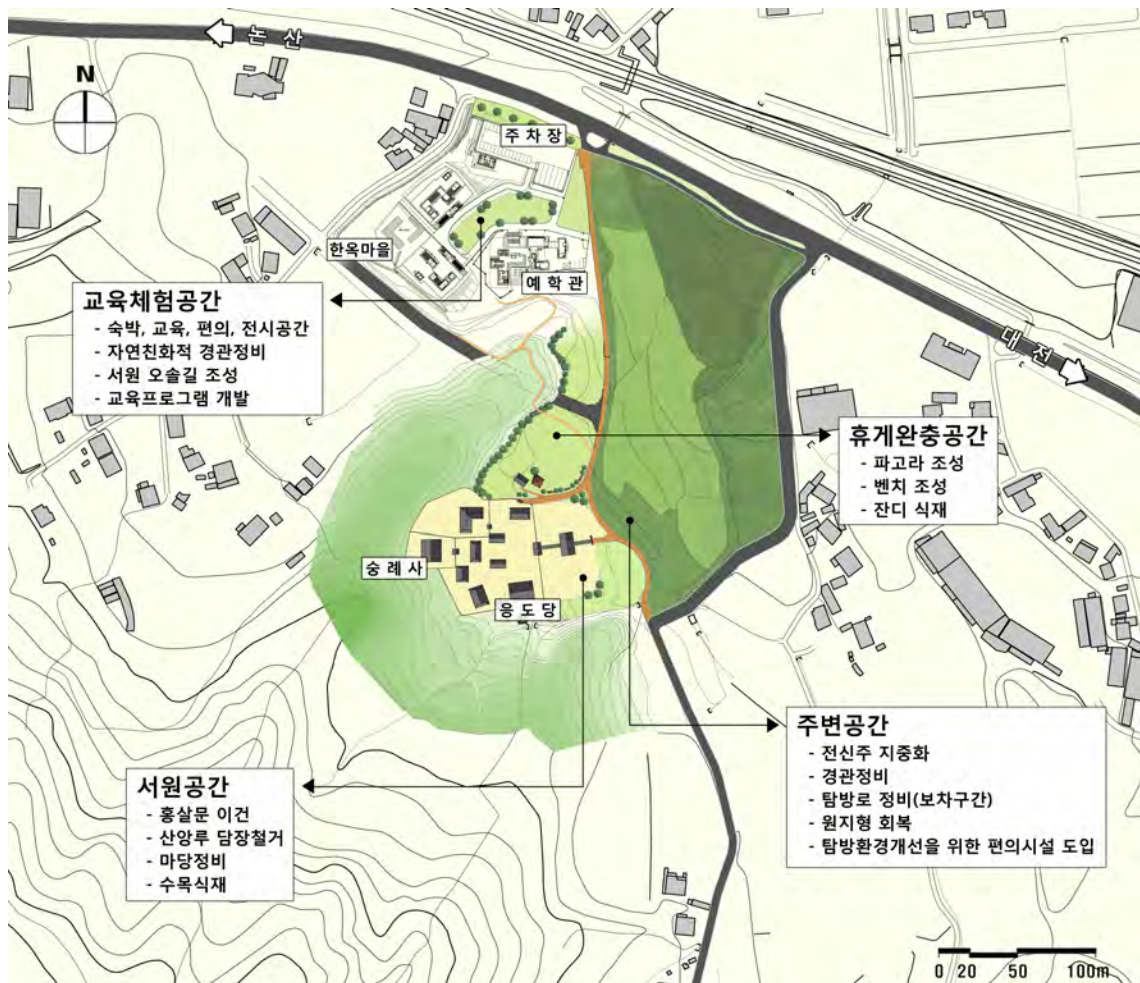 논산
N
주차장
한옥마을
예학관
교육체험공간
- 숙박, 교육, 편의, 전시공간
- 자연친화적 경관정비
- 서원 오솔길 조성
- 교육프로그램 개발
대전
휴게완충공간
- 파고라 조성
- 벤치 조성
- 잔디 식재
숭례사
응도당
서원공간
- 홍살문 이건
- 산앙루 담장철거
- 마당정비
- 수목식재
주변공간
- 전신주 지중화
- 경관정비
- 탐방로 정비(보차구간)
- 원지형 회복
- 탐방환경개선을 위한 편의시설 도입
0 20 50 100m